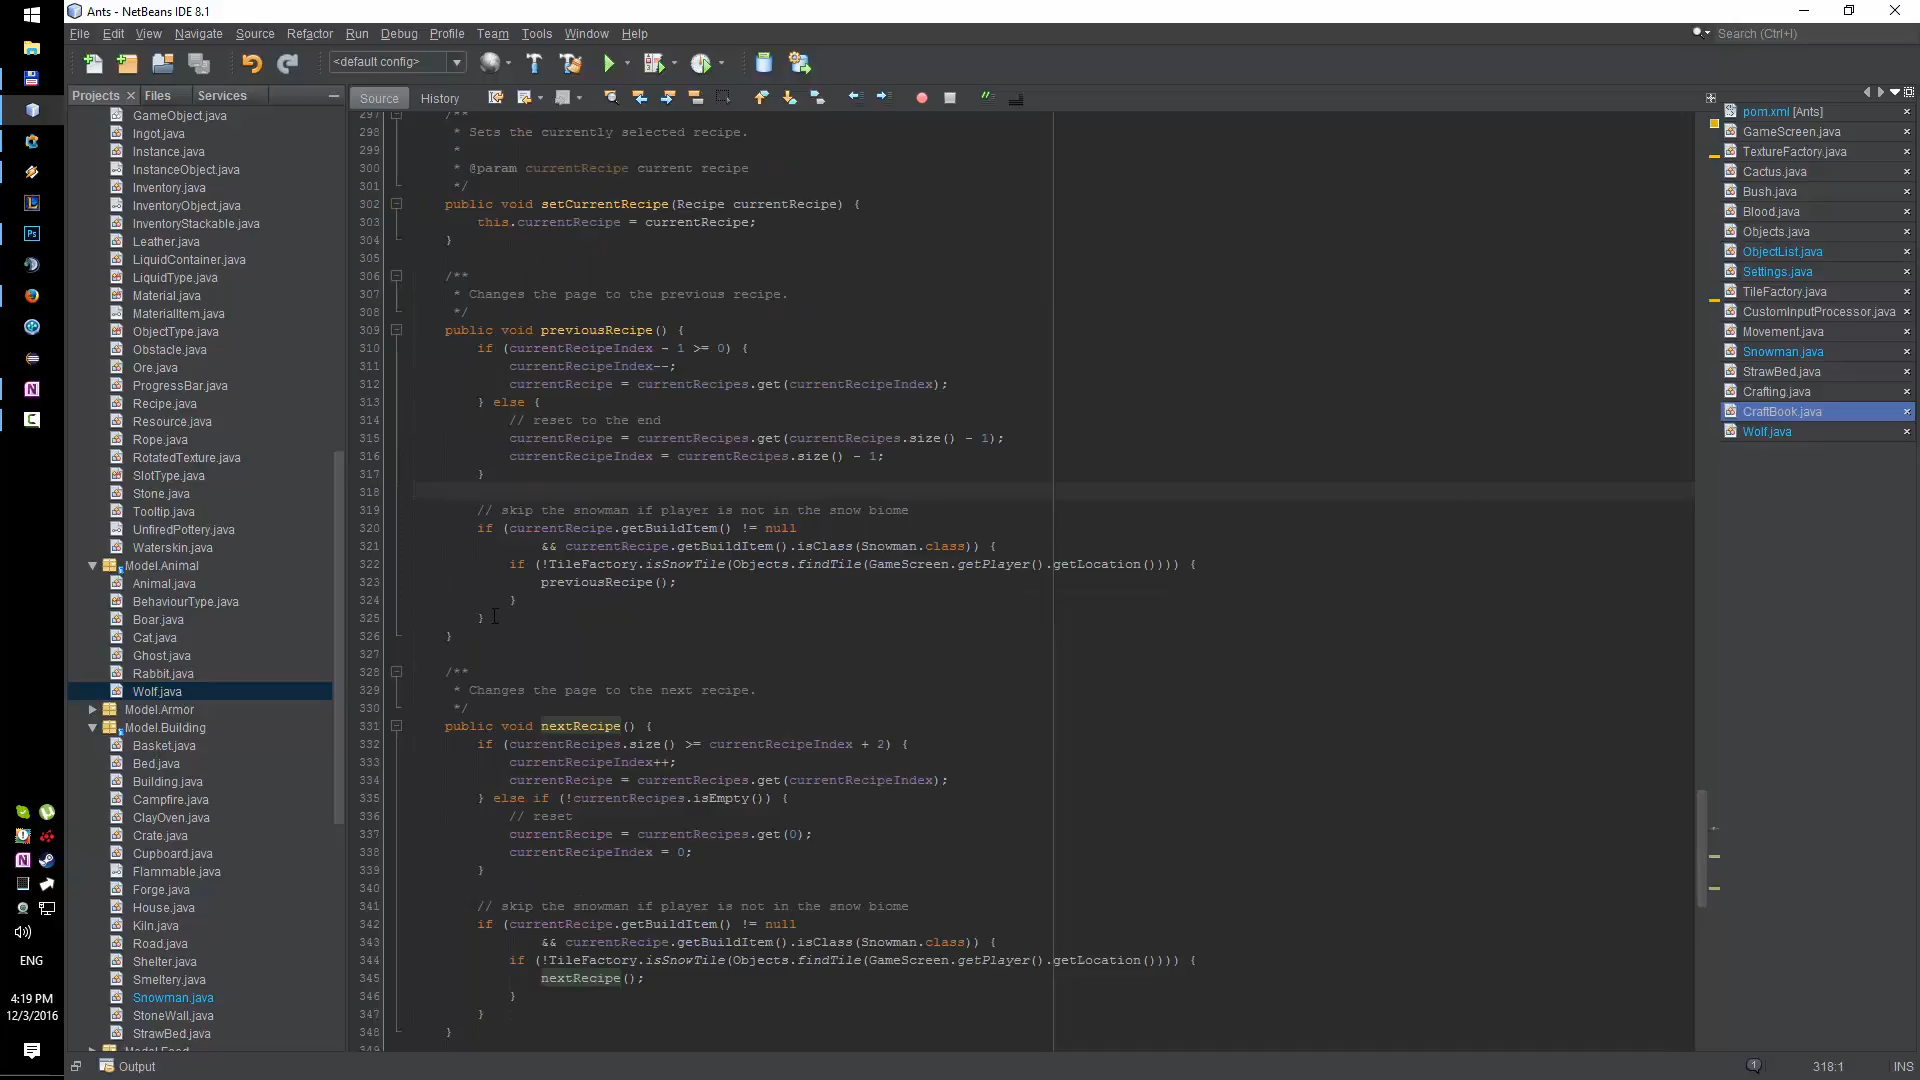 Ants - NetBeans IDE 8.1
File Edit View Navigate Source Refactor Run Debug Profile Team Tools Window Help
Search (Ctrl+I)
<default config>
Projects Files Services
Source History
GameObject.java
Ingot.java
Instance.java
InstanceObject.java
Inventory.java
InventoryObject.java
InventoryStackable.java
Leather.java
LiquidContainer.java
LiquidType.java
Material.java
MaterialItem.java
ObjectType.java
Obstacle.java
Ore.java
ProgressBar.java
Recipe.java
Resource.java
Rope.java
RotatedTexture.java
SlotType.java
Stone.java
Tooltip.java
UnfiredPottery.java
Waterskin.java
Model.Animal
Animal.java
BehaviourType.java
Boar.java
Cat.java
Ghost.java
Rabbit.java
Wolf.java
Model.Armor
Model.Building
Basket.java
Bed.java
Building.java
Campfire.java
ClayOven.java
Crate.java
Cupboard.java
Flammable.java
Forge.java
House.java
Kiln.java
Road.java
Shelter.java
Smeltery.java
Snowman.java
StoneWall.java
StrawBed.java
Model.Food
297 /**
298 * Sets the currently selected recipe.
299 *
300 * @param currentRecipe current recipe
301 */
302 public void setCurrentRecipe(Recipe currentRecipe) {
303 this.currentRecipe = currentRecipe;
304 }
305
306 /**
307 * Changes the page to the previous recipe.
308 */
309 public void previousRecipe() {
310 if (currentRecipeIndex - 1 >= 0) {
311 currentRecipeIndex--;
312 currentRecipe = currentRecipes.get(currentRecipeIndex);
313 } else {
314 // reset to the end
315 currentRecipe = currentRecipes.get(currentRecipes.size() - 1);
316 currentRecipeIndex = currentRecipes.size() - 1;
317 }
318
319 // skip the snowman if player is not in the snow biome
320 if (currentRecipe.getBuildItem() != null
321 && currentRecipe.getBuildItem().isClass(Snowman.class)) {
322 if (!TileFactory.isSnowTile(Objects.findTile(GameScreen.getPlayer().getLocation()))) {
323 previousRecipe();
324 }
325 }
326 }
327
328 /**
329 * Changes the page to the next recipe.
330 */
331 public void nextRecipe() {
332 if (currentRecipes.size() >= currentRecipeIndex + 2) {
333 currentRecipeIndex++;
334 currentRecipe = currentRecipes.get(currentRecipeIndex);
335 } else if (!currentRecipes.isEmpty()) {
336 // reset
337 currentRecipe = currentRecipes.get(0);
338 currentRecipeIndex = 0;
339 }
340
341 // skip the snowman if player is not in the snow biome
342 if (currentRecipe.getBuildItem() != null
343 && currentRecipe.getBuildItem().isClass(Snowman.class)) {
344 if (!TileFactory.isSnowTile(Objects.findTile(GameScreen.getPlayer().getLocation()))) {
345 nextRecipe();
346 }
347 }
348 }
349
pom.xml [Ants]
GameScreen.java
TextureFactory.java
Cactus.java
Bush.java
Blood.java
Objects.java
ObjectList.java
Settings.java
TileFactory.java
CustomInputProcessor.java
Movement.java
Snowman.java
StrawBed.java
Crafting.java
CraftBook.java
Wolf.java
Ps
ENG
4:19 PM
12/3/2016
Output
318:1 INS